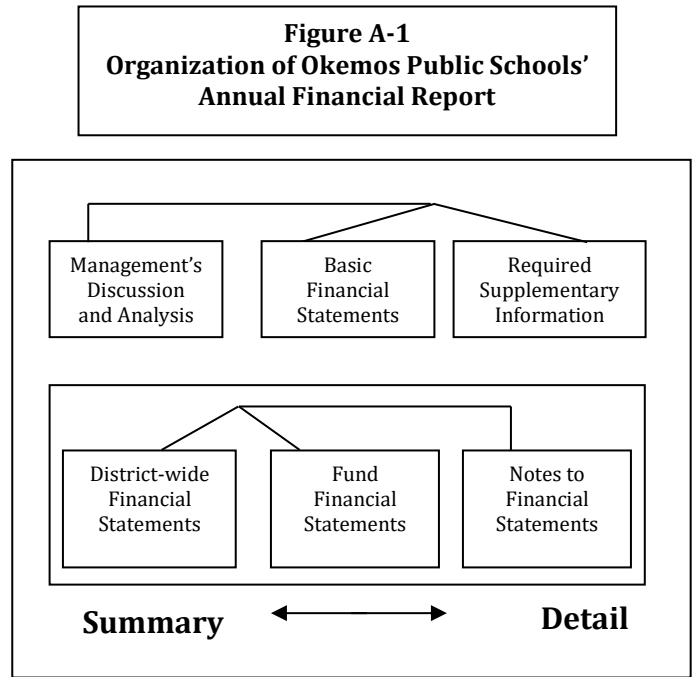 Figure A-1
Organization of Okemos Public Schools’
Annual Financial Report
Management’s
Discussion
and Analysis
Basic
Financial
Statements
Required
Supplementary
Information
District-wide
Financial
Statements
Fund
Financial
Statements
Notes to
Financial
Statements
Summary
Detail